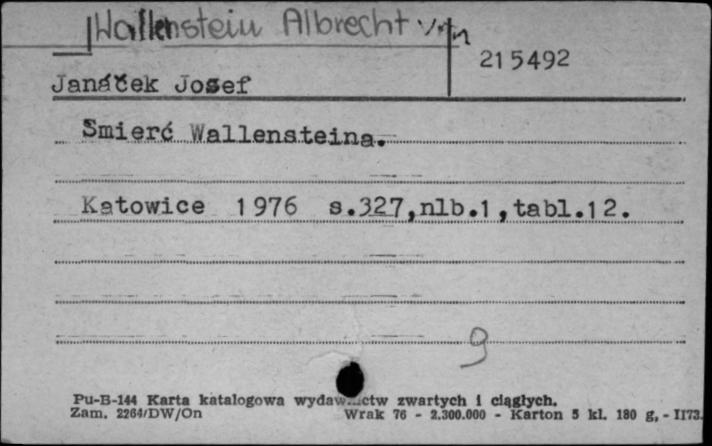 Wallenstein Albrecht von
215492
Janáček Josef
Smierć Wallensteina.
Katowice 1976 s.327,nlb.1,tabl.12.
9
Pu-B-144 Karta katalogowa zwartych i ciągłych.
Zam. 2264/DW/On Wrak 76 - 2.300.000 - Karton 5 kl. 180 g, - II73